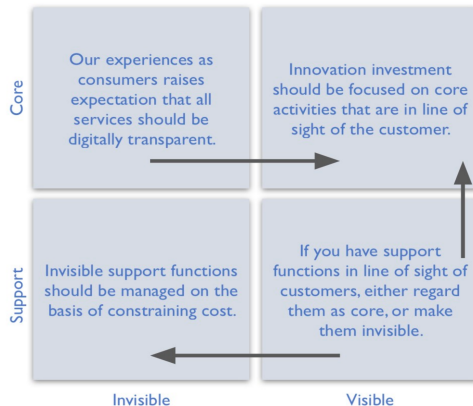 Core
Our experiences as
consumers raises
expectation that all
services should be
digitally transparent.
Innovation investment
should be focused on core
activities that are in line of
sight of the customer.
Support
Invisible support functions
should be managed on the
basis of constraining cost.
If you have support
functions in line of sight of
customers, either regard
them as core, or make
them invisible.
Invisible
Visible